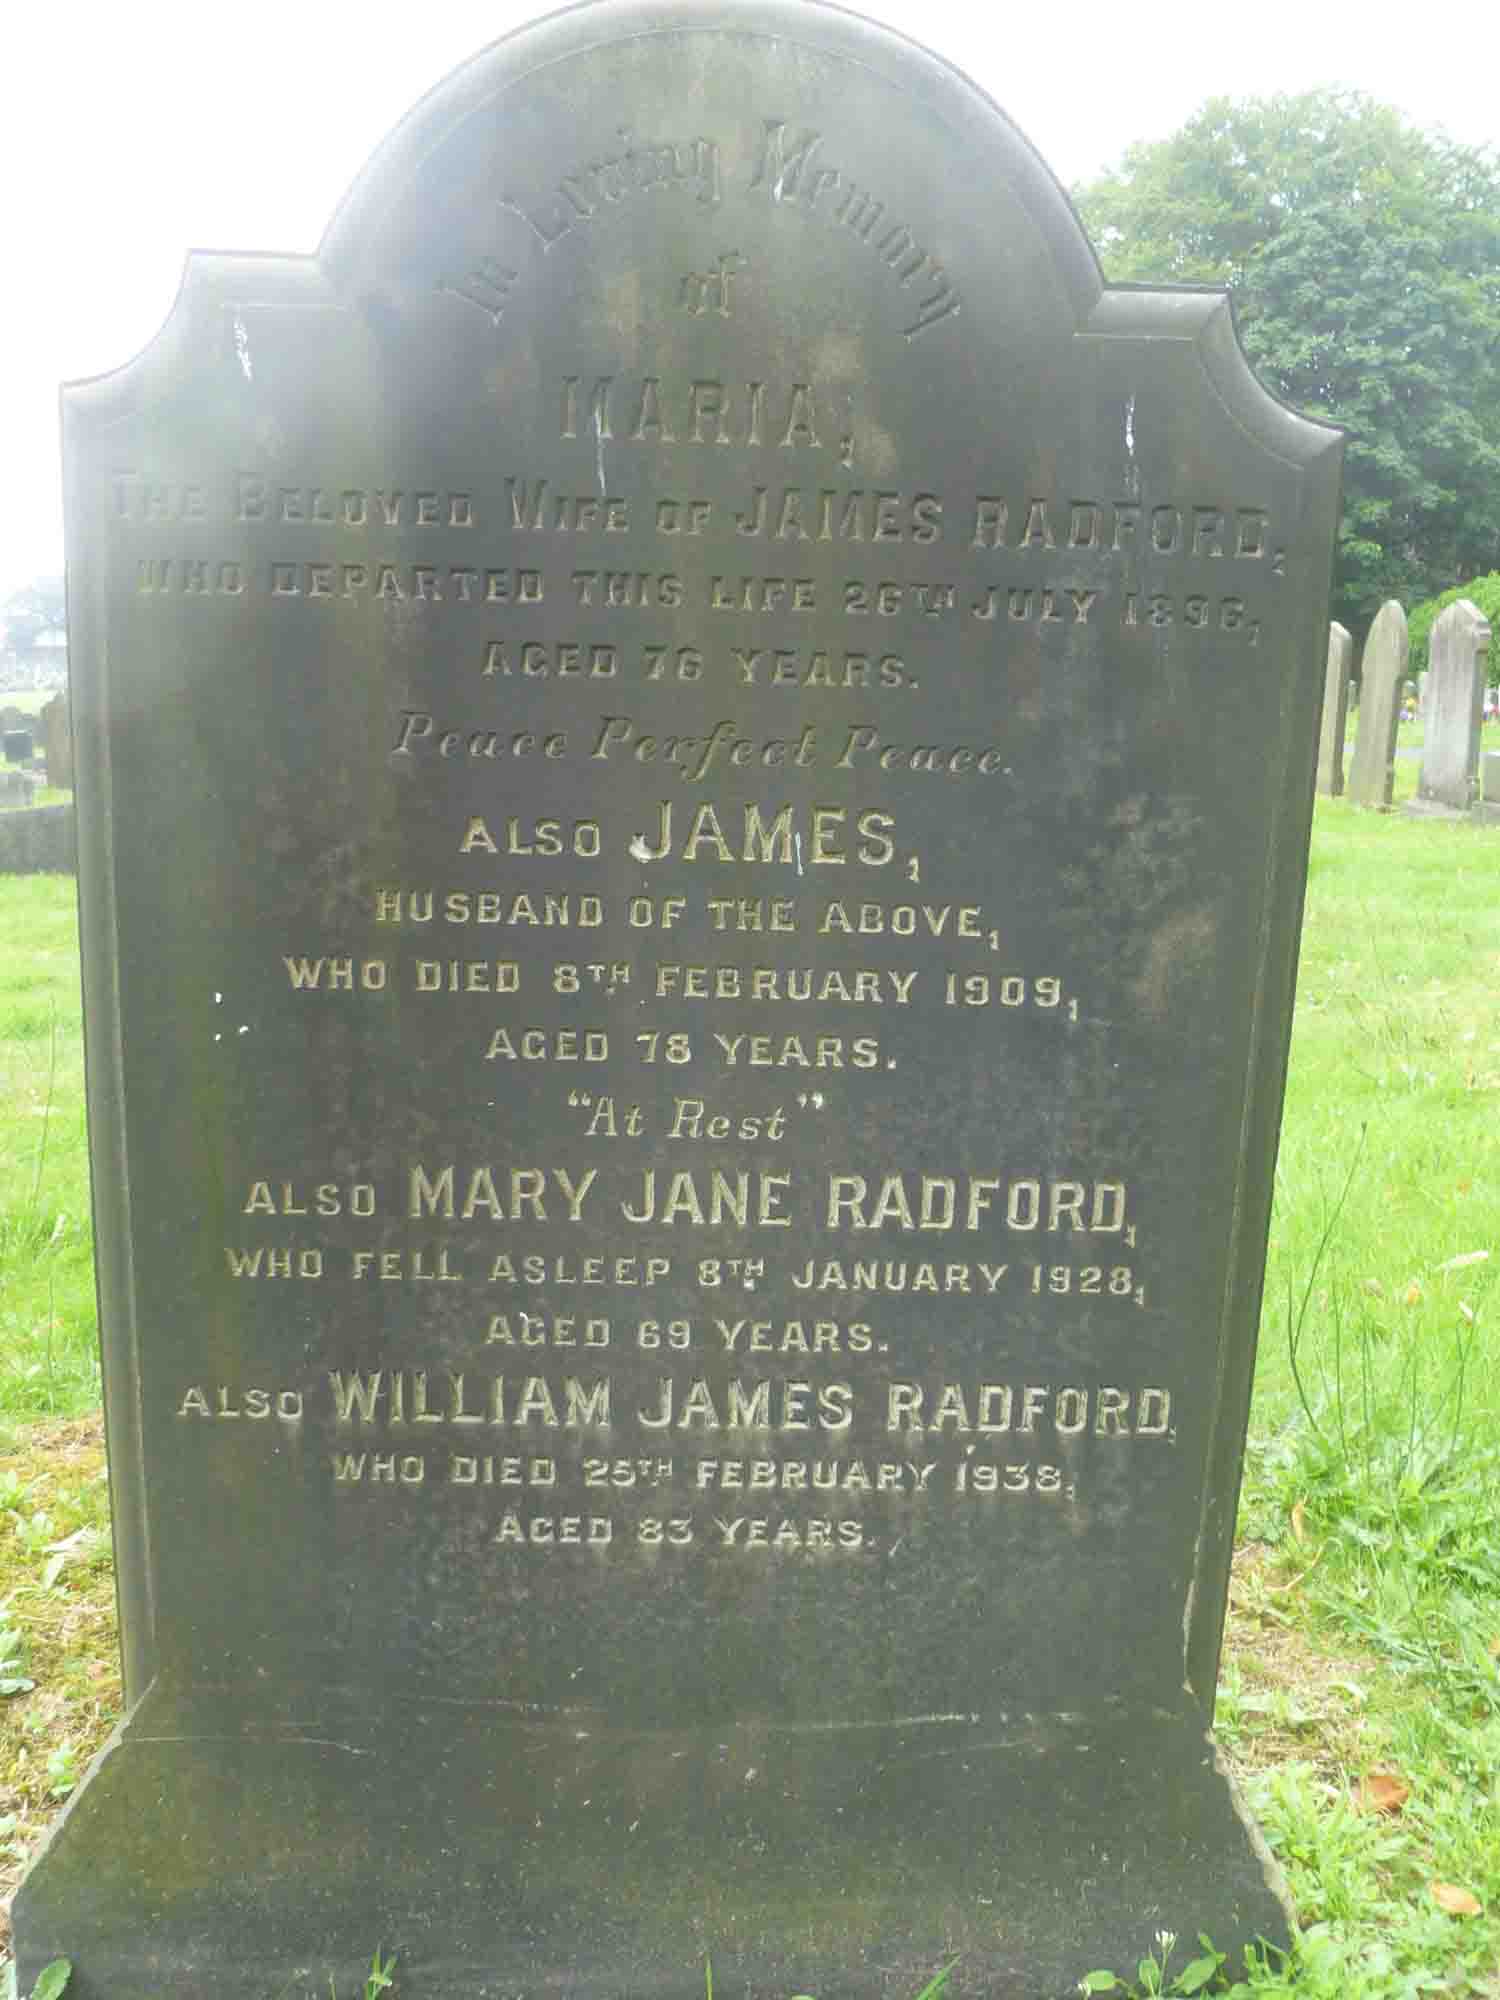 In Loving Memory
of
MARIA,
THE BELOVED WIFE OF JAMES RADFORD,
WHO DEPARTED THIS LIFE 26TH JULY 1896,
AGED 76 YEARS.
Peace Perfect Peace.
ALSO JAMES,
HUSBAND OF THE ABOVE,
WHO DIED 8TH FEBRUARY 1909,
AGED 78 YEARS.
"At Rest"
ALSO MARY JANE RADFORD,
WHO FELL ASLEEP 8TH JANUARY 1928,
AGED 69 YEARS.
ALSO WILLIAM JAMES RADFORD,
WHO DIED 25TH FEBRUARY 1938,
AGED 83 YEARS.